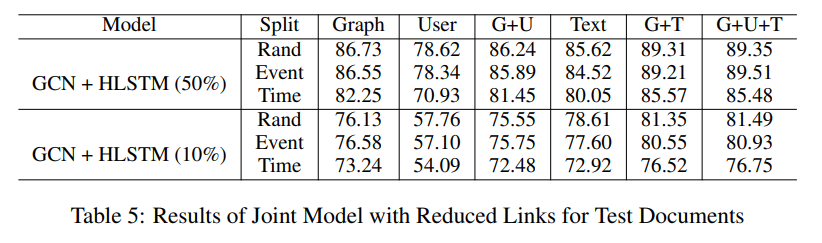 Model Split Graph User G+U Text G+T G+U+T
Rand 86.73 78.62 86.24 85.62 89.31 89.35
GCN + HLSTM (50%) Event 86.55 78.34 85.89 84.52 89.21 89.51
Time 82.25 70.93 81.45 80.05 85.57 85.48
Rand 76.13 57.76 75.55 78.61 81.35 81.49
GCN + HLSTM (10%) Event 76.58 57.10 75.75 77.60 80.55 80.93
Time 73.24 54.09 72.48 72.92 76.52 76.75
Table 5: Results of Joint Model with Reduced Links for Test Documents